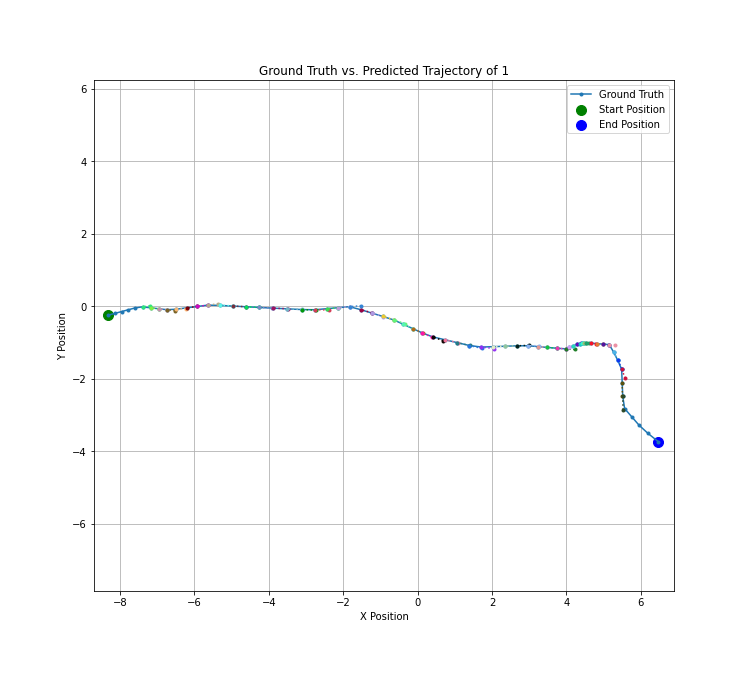 Ground Truth vs. Predicted Trajectory of 1
Ground Truth
Start Position
End Position
6
4
2
0
−2
−4
−6
Y Position
−8
−6
−4
−2
0
2
4
6
X Position